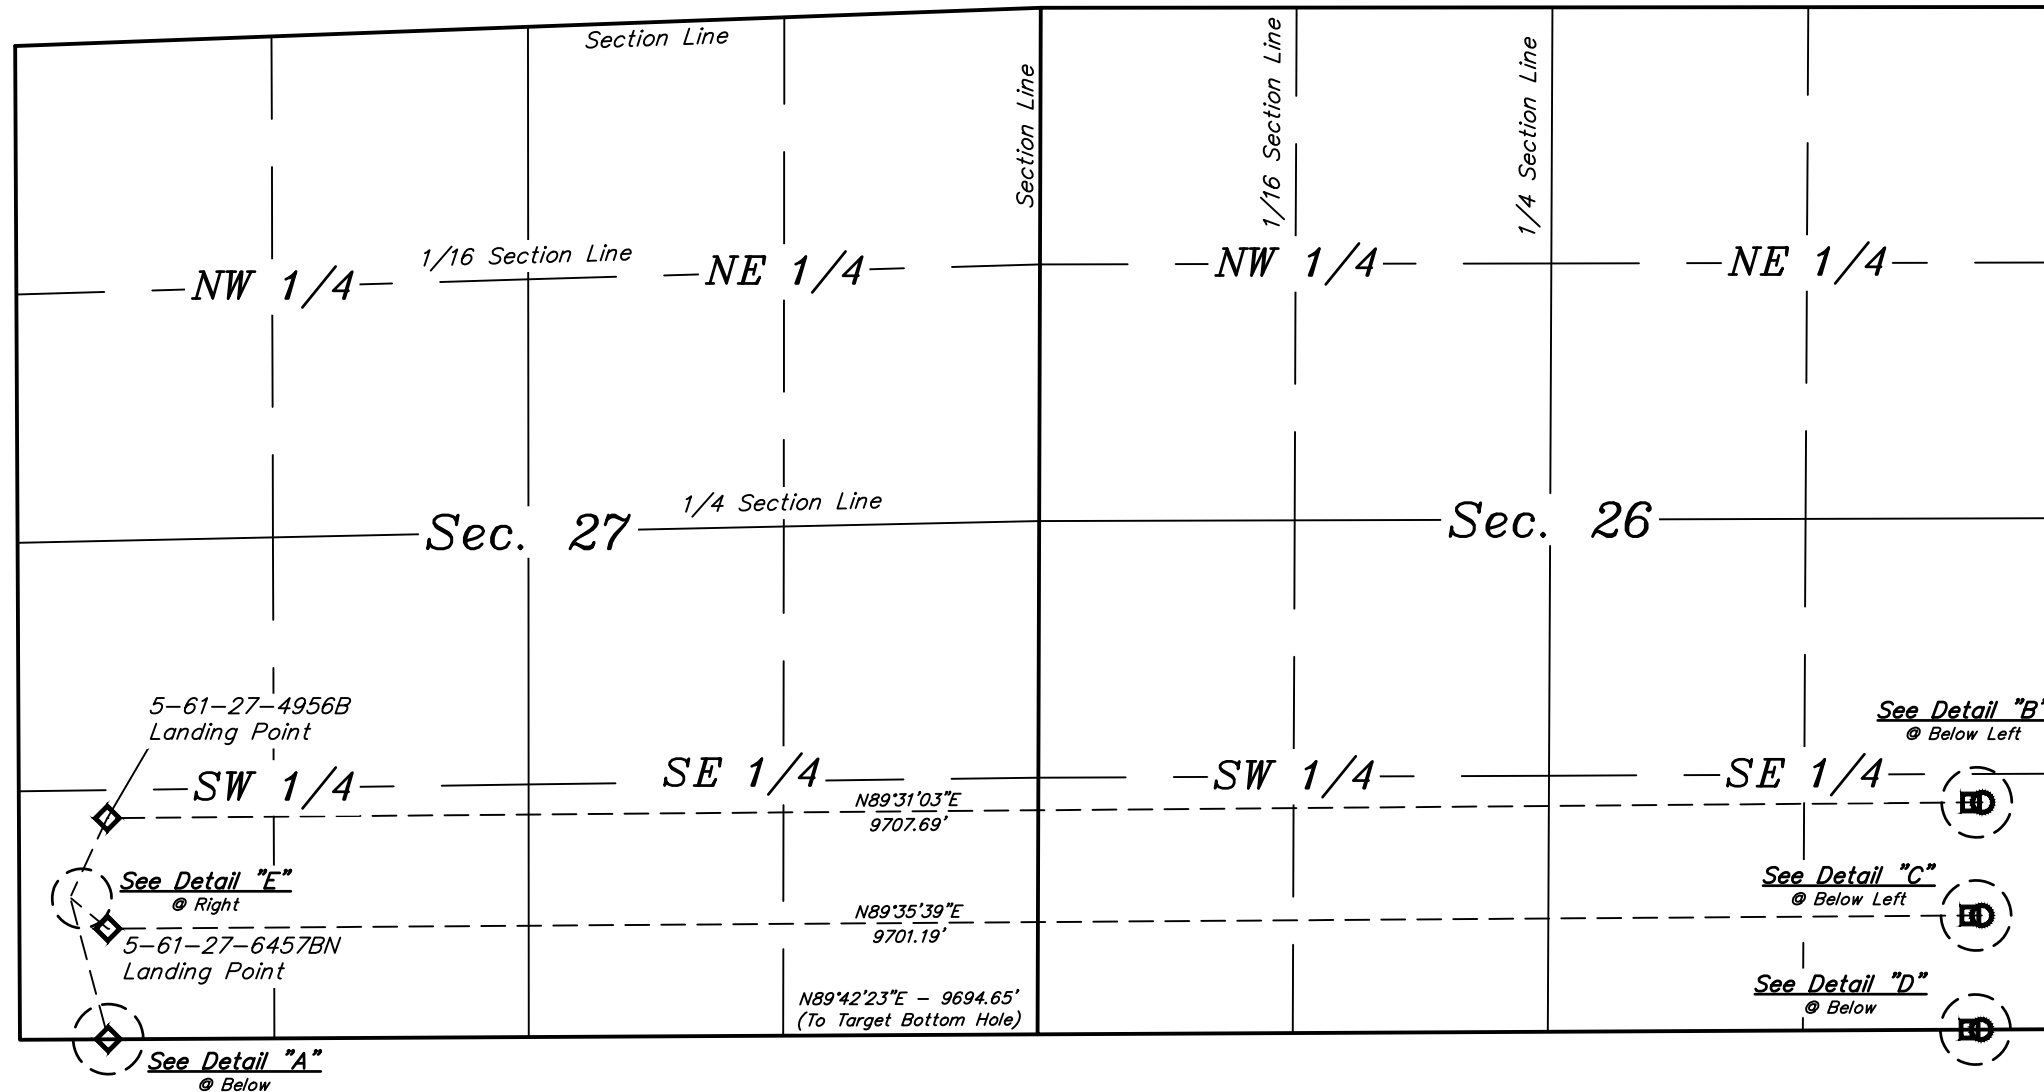 Section Line
Section Line
1/16 Section Line
1/4 Section Line
NW 1/4
1/16 Section Line
NE 1/4
NW 1/4
NE 1/4
Sec. 27
1/4 Section Line
Sec. 26
5-61-27-4956B
Landing Point
See Detail "B"
@ Below Left
SW 1/4
SE 1/4
SW 1/4
SE 1/4
N89°31'03"E
9707.69'
See Detail "E"
@ Right
See Detail "C"
@ Below Left
N89°35'39"E
9701.19'
5-61-27-6457BN
Landing Point
See Detail "D"
@ Below
N89°42'23"E - 9694.65'
(To Target Bottom Hole)
See Detail "A"
@ Below